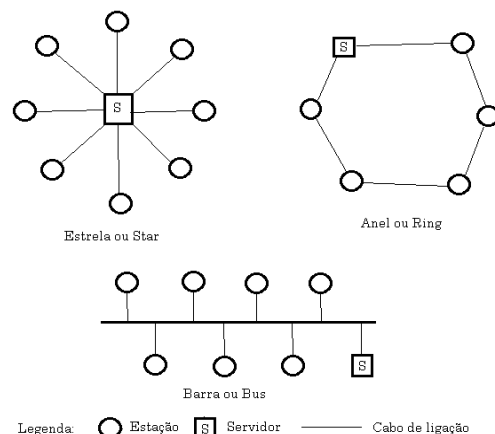 S
S
Estrela ou Star
Anel ou Ring
S
Barra ou Bus
Legenda: Estação S Servidor Cabo de ligação